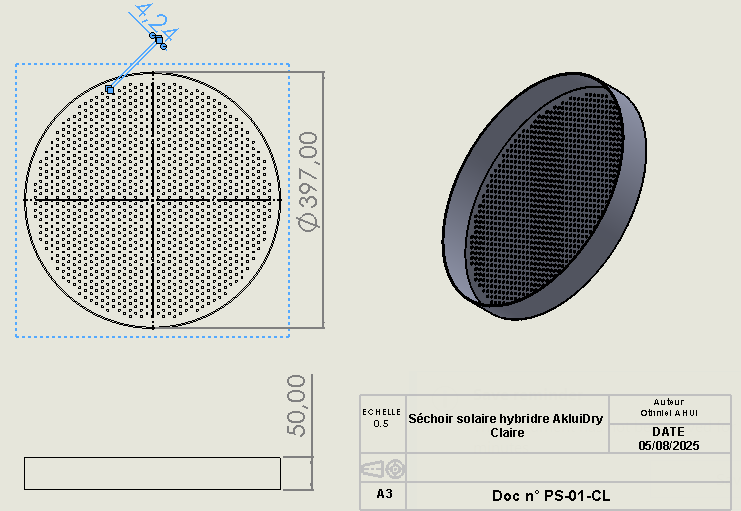 4,24
Ø397,00
50,00
ECHELLE
0.5
Séchoir solaire hybridre AkluiDry
Claire
Auteur
Othniel AHUI
DATE
05/08/2025
A3
Doc n° PS-01-CL